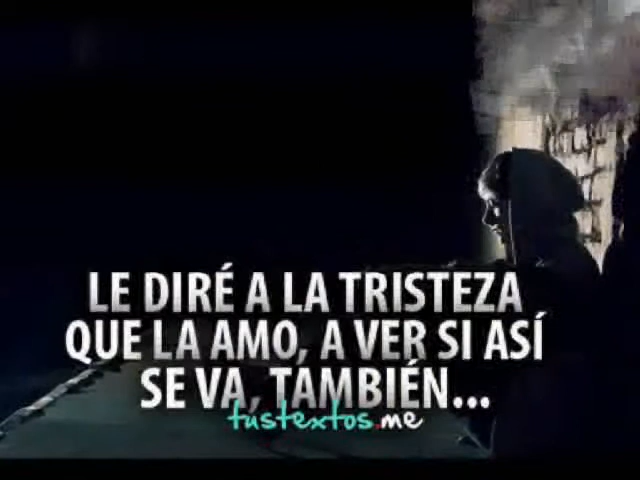 LE DIRÉ A LA TRISTEZA
QUE LA AMO, A VER SI ASÍ
SE VA, TAMBIÉN...
tustextos.me